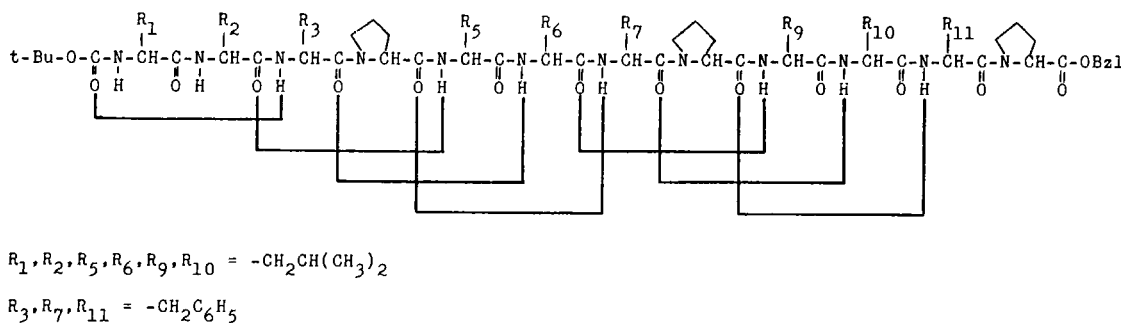 R₁ R₂ R₃ R₅ R₆ R₇ R₉ R₁₀ R₁₁
t-Bu-O-C-N-CH-C-N-CH-C-N-CH-C-N-CH-C-N-CH-C-N-CH-C-N-CH-C-N-CH-C-N-CH-C-N-CH-C-N-CH-C-N-CH-C-OBzl
O H O H O H O O H O H O H O O H O H O H O O
R₁,R₂,R₅,R₆,R₉,R₁₀ = -CH₂CH(CH₃)₂
R₃,R₇,R₁₁ = -CH₂C₆H₅